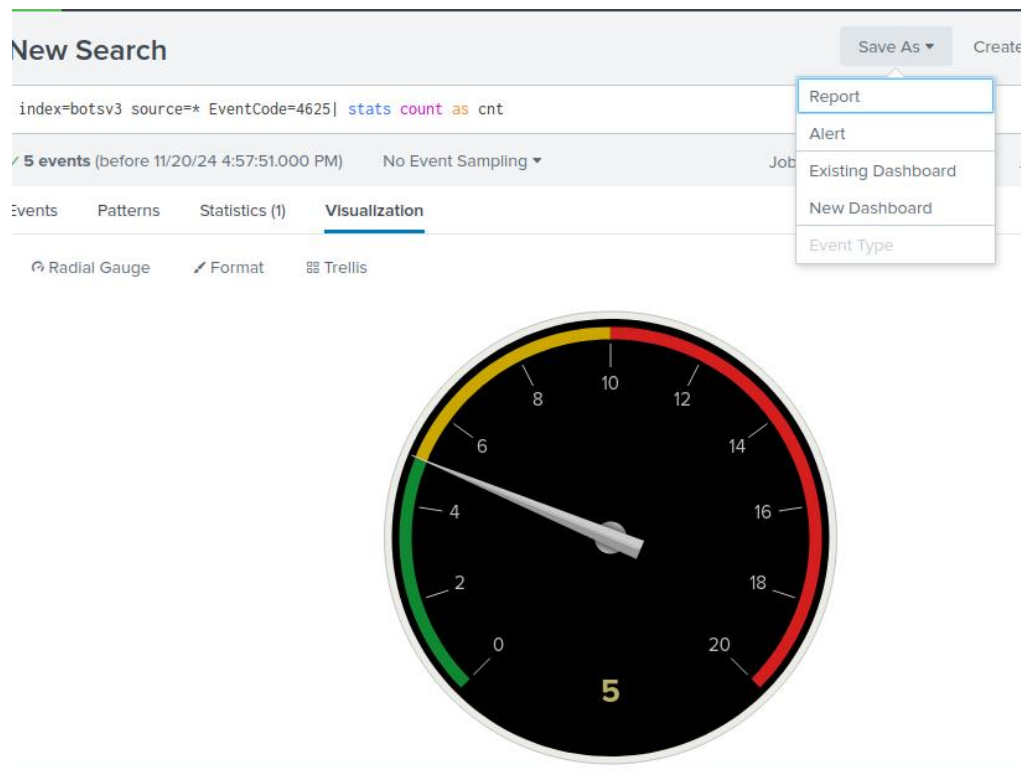 New Search
Save As
Create
index=botsv3 source=* EventCode=4625| stats count as cnt
Report
Alert
Existing Dashboard
New Dashboard
Event Type
✓ 5 events (before 11/20/24 4:57:51.000 PM)
No Event Sampling
Job
Events
Patterns
Statistics (1)
Visualization
Radial Gauge
Format
Trellis
0
2
4
6
8
10
12
14
16
18
20
5